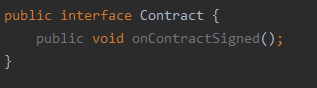 public interface Contract {
    public void onContractSigned();
}